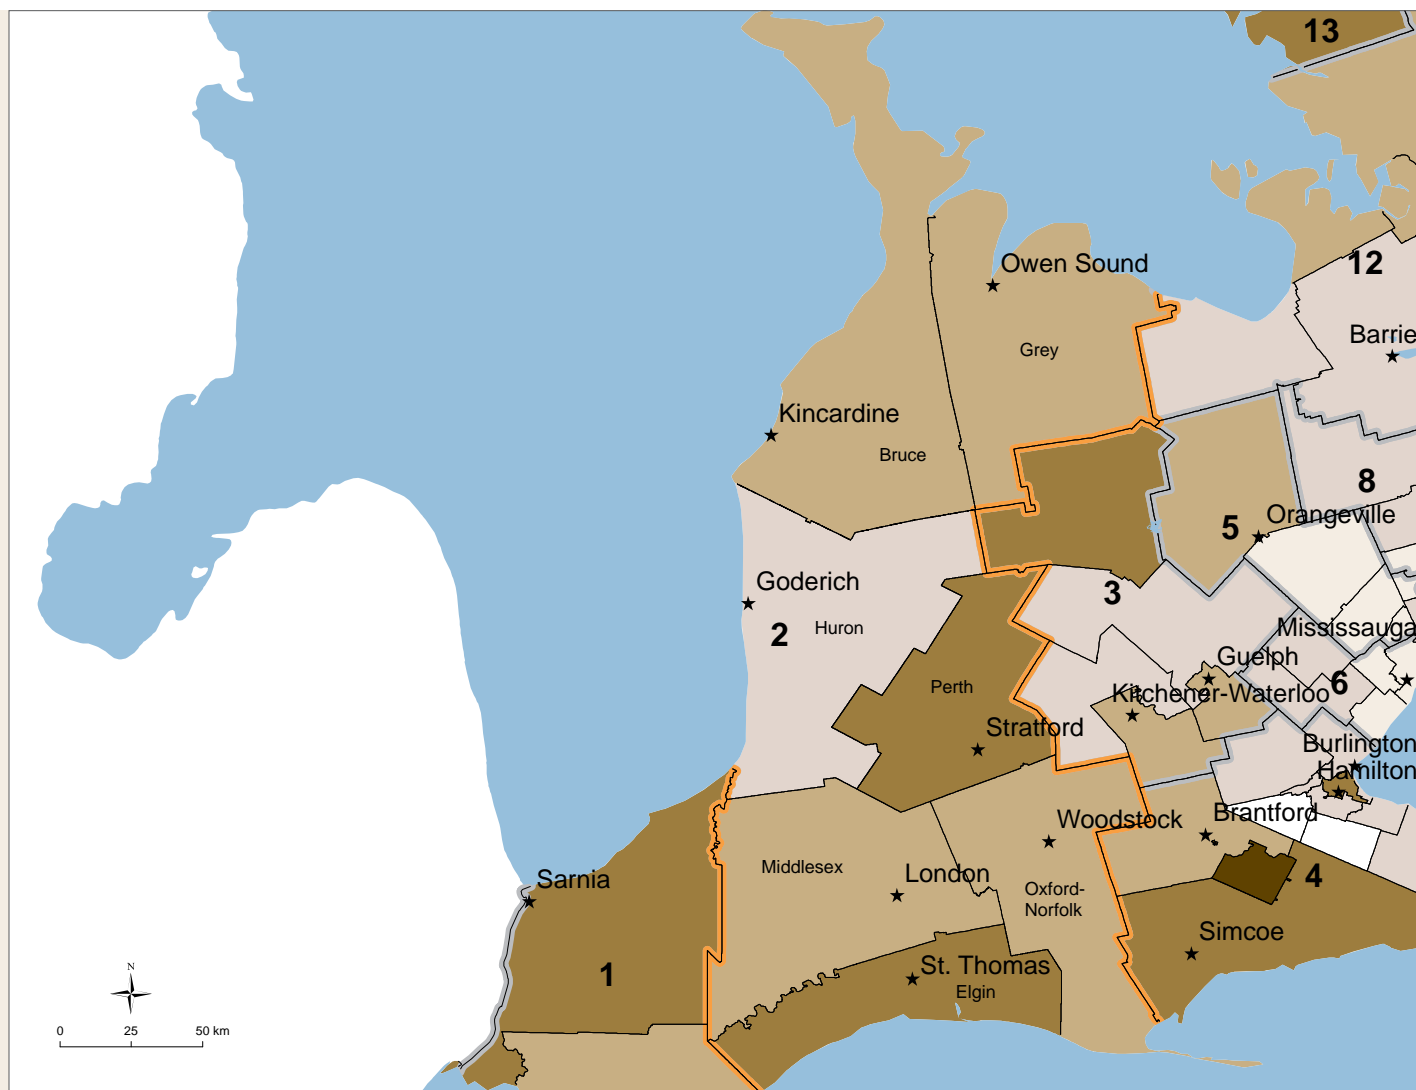 13
12
Owen Sound
Barrie
Grey
Kincardine
Bruce
8
5
Orangeville
Goderich
3
2
Huron
Mississauga
Guelph
6
Perth
Kitchener-Waterloo
Stratford
Burlington
Hamilton
Woodstock
Brantford
Middlesex
London
Sarnia
4
Oxford-
Norfolk
Simcoe
St. Thomas
1
Elgin
N
0 25 50 km